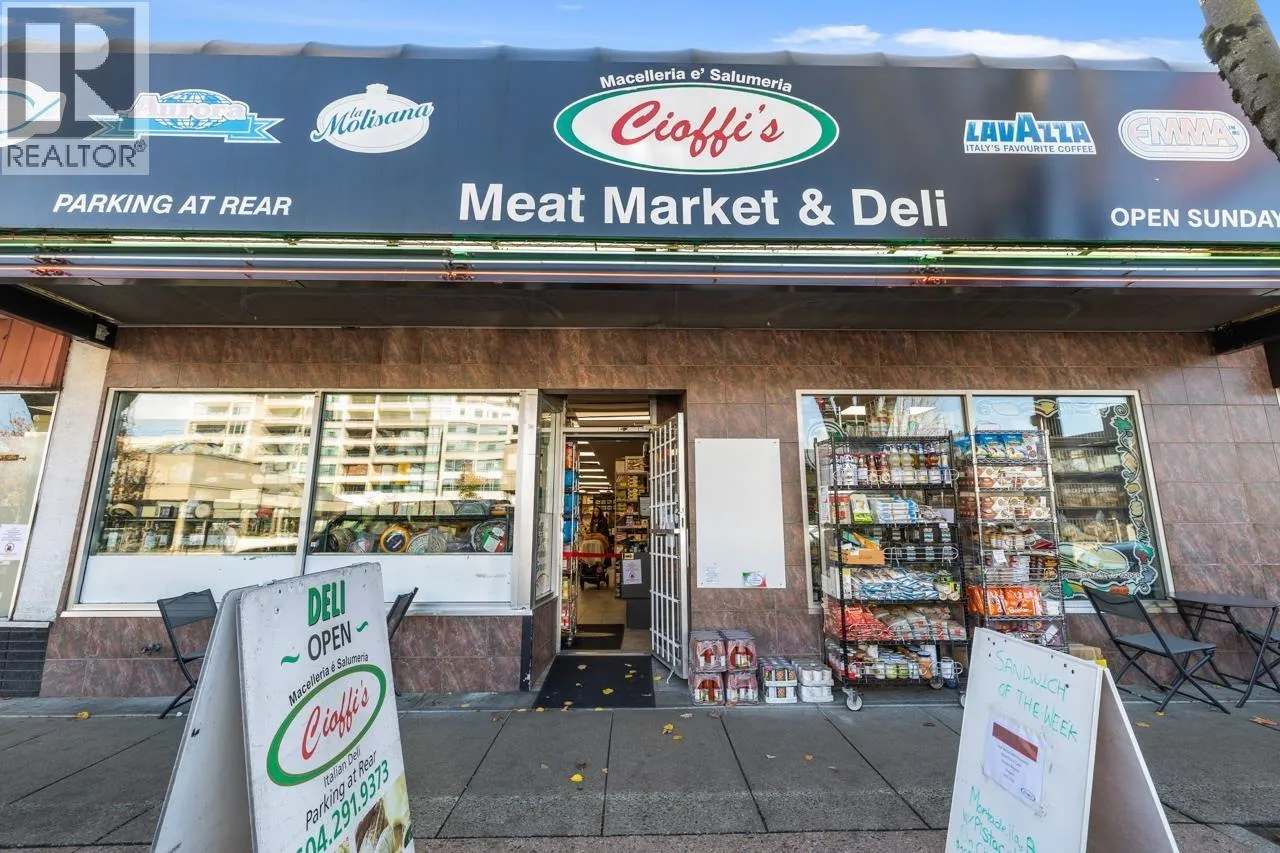 REALTOR®
Aurora
la
Molisana
Macelleria e' Salumeria
Cioffi's
LAVAZZA
ITALY'S FAVOURITE COFFEE
EMMA
PARKING AT REAR
Meat Market & Deli
OPEN SUNDAY
DELI
~ OPEN ~
Macelleria è Salumeria
Cioffi's
Italian Deli
Parking at Rear
604.291.9373
SANDWICH
OF THE WEEK
Mortadella